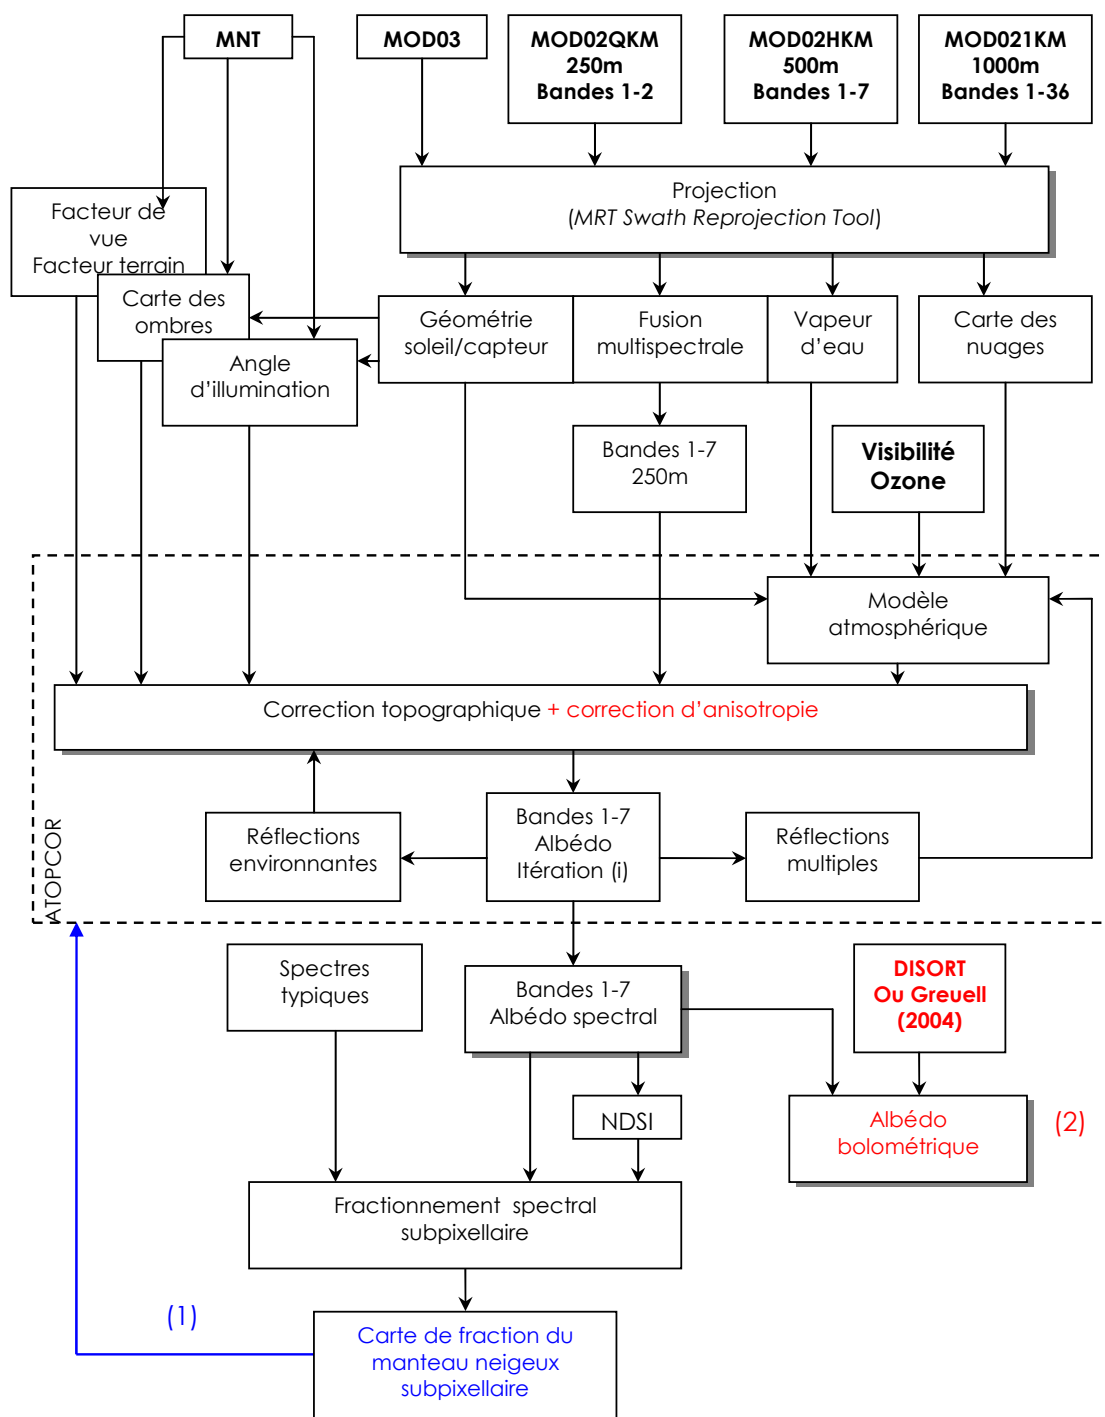 MNT
MOD03
MOD02QKM
250m
Bandes 1-2
MOD02HKM
500m
Bandes 1-7
MOD021KM
1000m
Bandes 1-36
Projection
(MRT Swath Reprojection Tool)
Facteur de
vue
Facteur terrain
Carte des
ombres
Angle
d'illumination
Géométrie
soleil/capteur
Fusion
multispectrale
Vapeur
d'eau
Carte des
nuages
Bandes 1-7
250m
Visibilité
Ozone
Modèle
atmosphérique
Correction topographique + correction d'anisotropie
Réflections
environnantes
Bandes 1-7
Albédo
Itération (i)
Réflections
multiples
ATOPCOR
Spectres
typiques
Bandes 1-7
Albédo spectral
DISORT
Ou Greuell
(2004)
NDSI
Albédo
bolométrique
(2)
Fractionnement spectral
subpixellaire
(1)
Carte de fraction du
manteau neigeux
subpixellaire